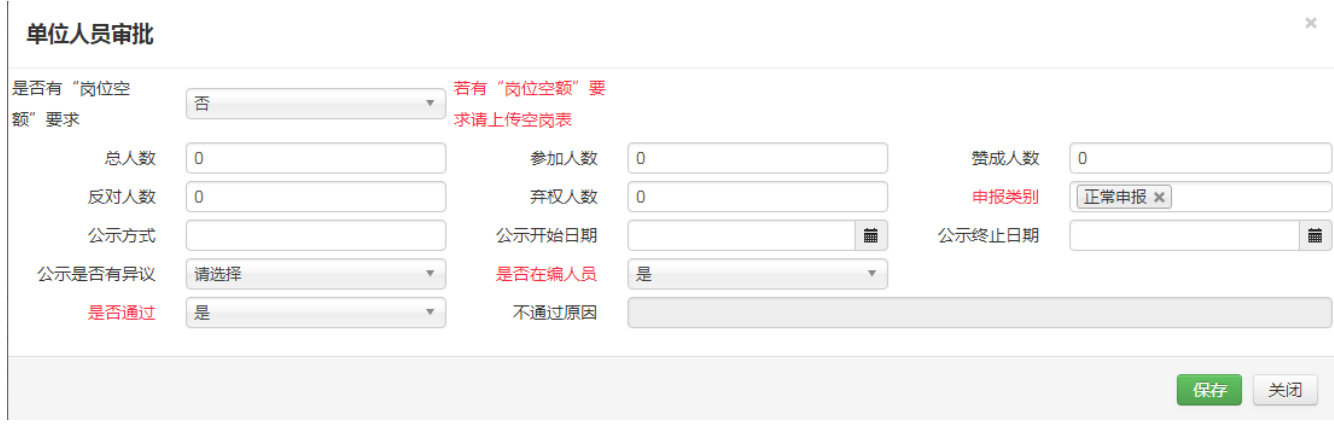 单位人员审批
×
是否有“岗位空
额”要求
否
若有“岗位空额”要
求请上传空岗表
总人数 0 参加人数 0 赞成人数 0
反对人数 0 弃权人数 0 申报类别 正常申报 ×
公示方式 公示开始日期 公示终止日期
公示是否有异议 请选择 是否在编人员 是
是否通过 是 不通过原因
保存 关闭